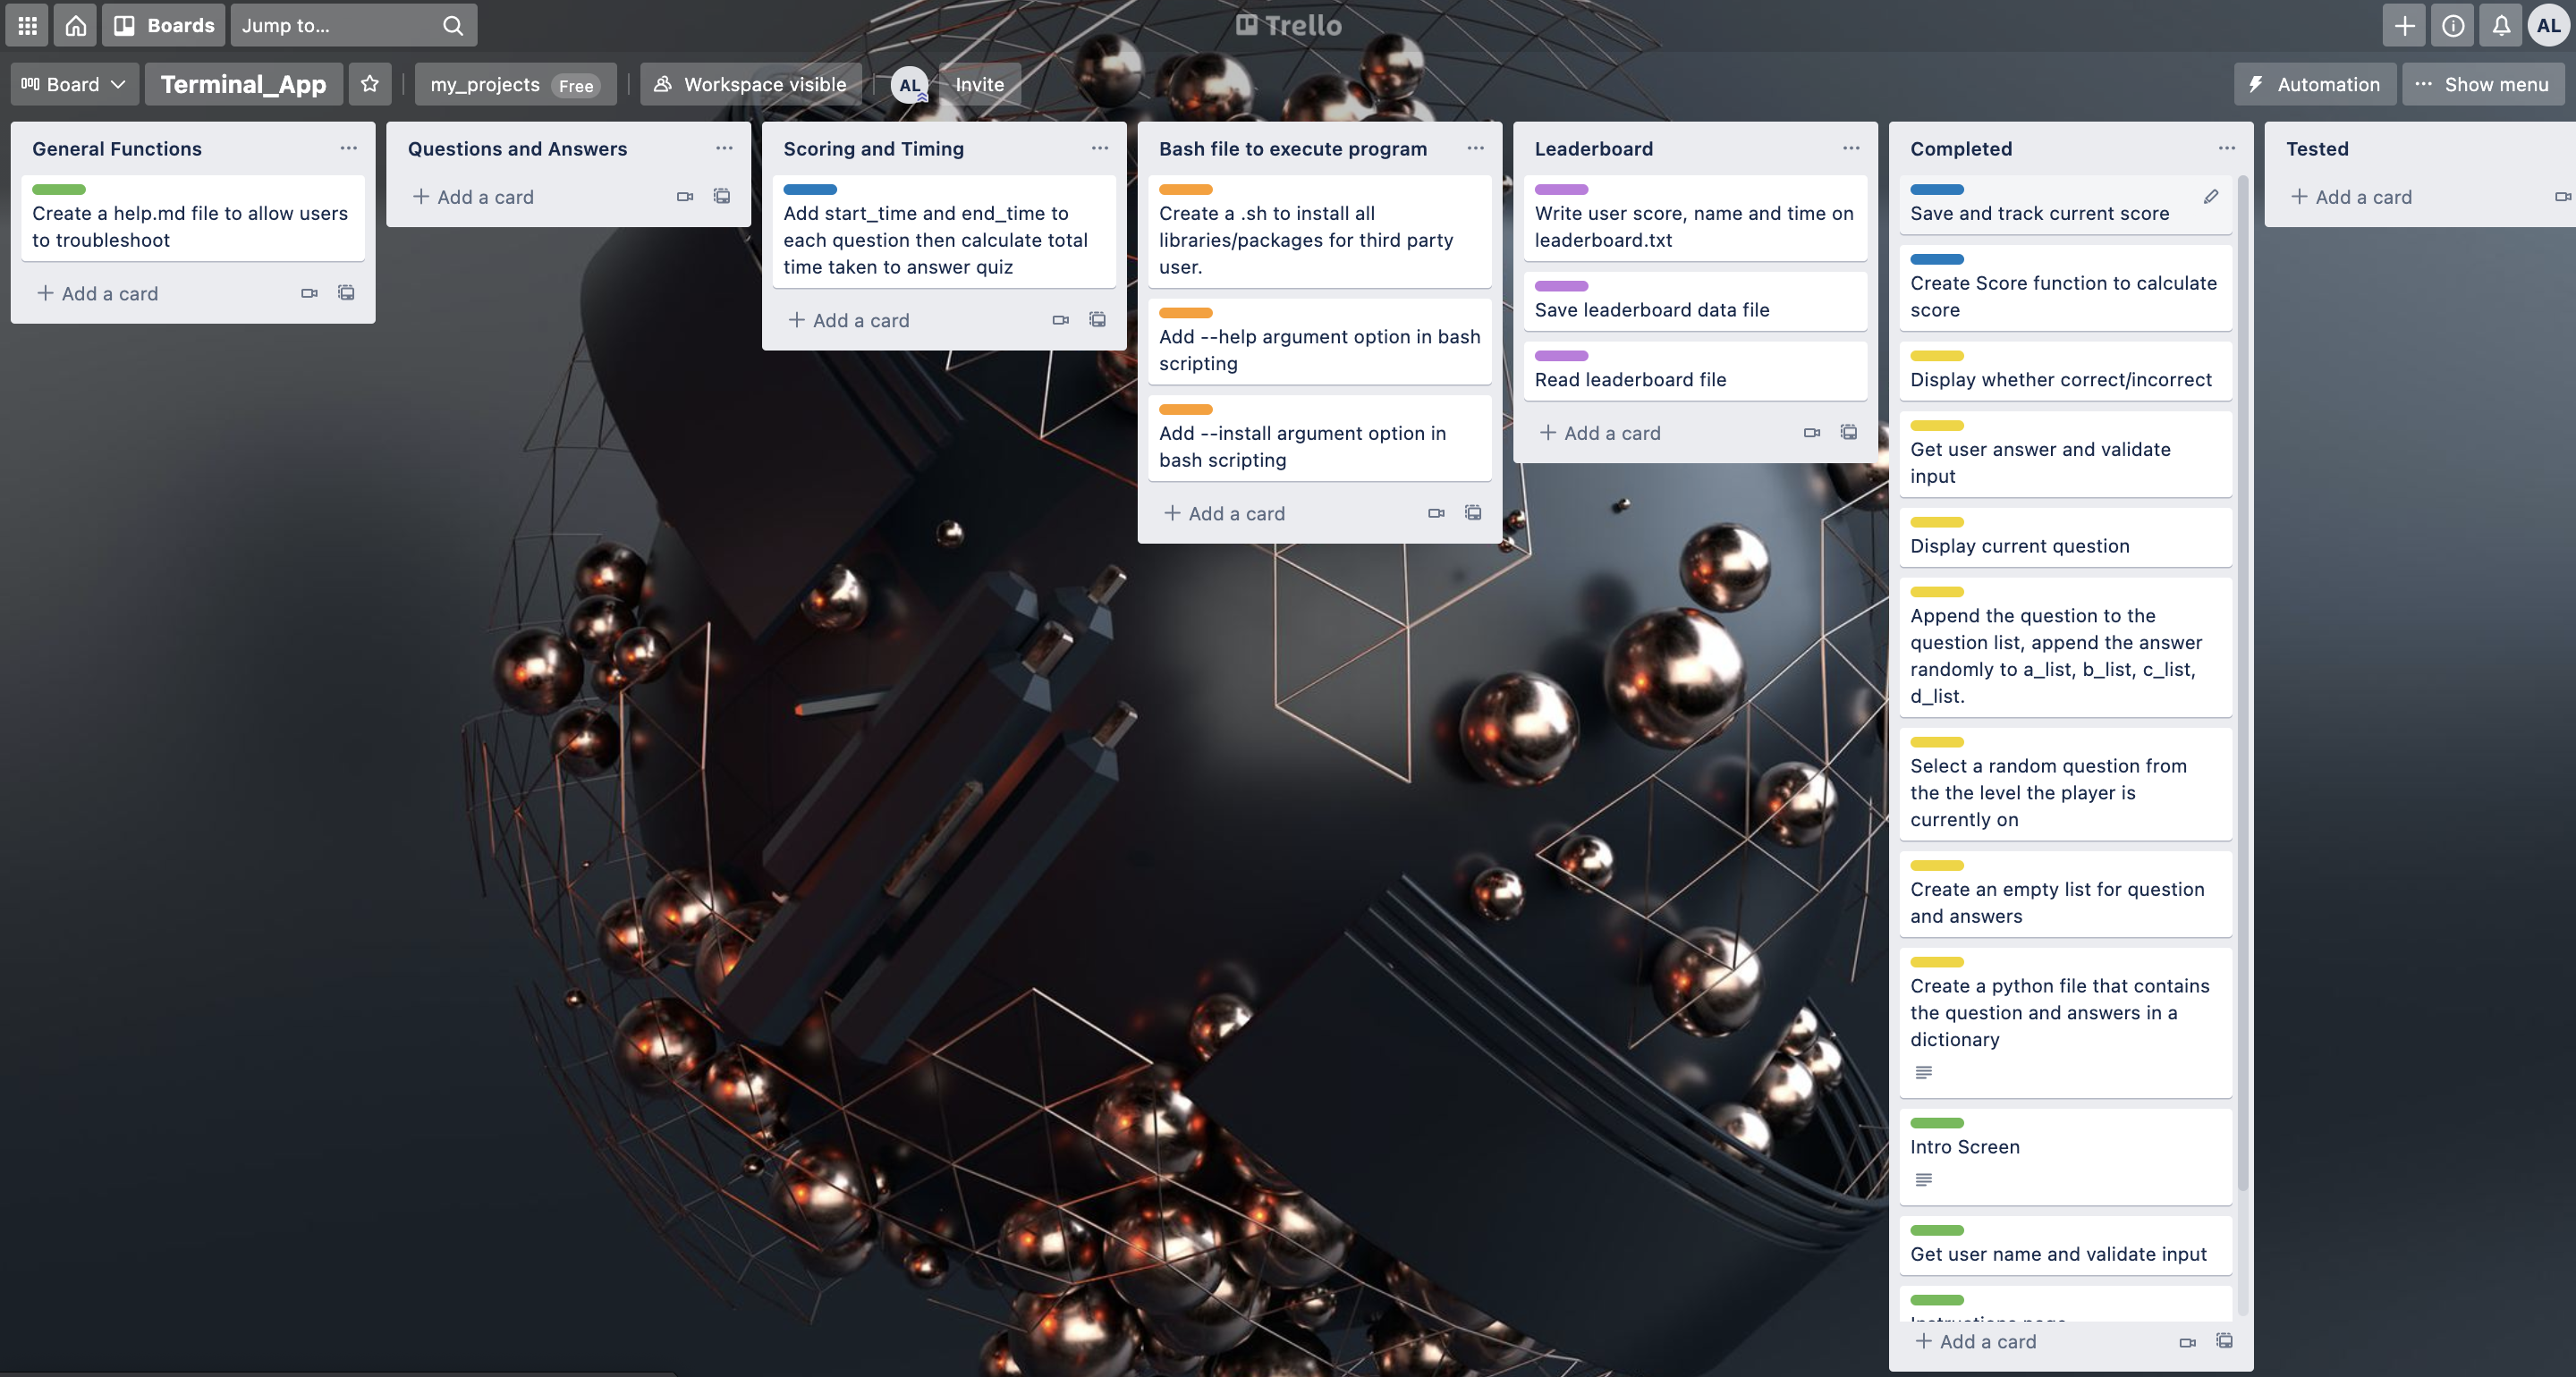 Boards
Jump to...
Trello
AL
Board
Terminal_App
my_projects Free
Workspace visible
AL
Invite
Automation
Show menu
General Functions
Create a help.md file to allow users
to troubleshoot
Add a card
Questions and Answers
Add a card
Scoring and Timing
Add start_time and end_time to
each question then calculate total
time taken to answer quiz
Add a card
Bash file to execute program
Create a .sh to install all
libraries/packages for third party
user.
Add --help argument option in bash
scripting
Add --install argument option in
bash scripting
Add a card
Leaderboard
Write user score, name and time on
leaderboard.txt
Save leaderboard data file
Read leaderboard file
Add a card
Completed
Save and track current score
Create Score function to calculate
score
Display whether correct/incorrect
Get user answer and validate
input
Display current question
Append the question to the
question list, append the answer
randomly to a_list, b_list, c_list,
d_list.
Select a random question from
the the level the player is
currently on
Create an empty list for question
and answers
Create a python file that contains
the question and answers in a
dictionary
Intro Screen
Get user name and validate input
Add a card
Tested
Add a card